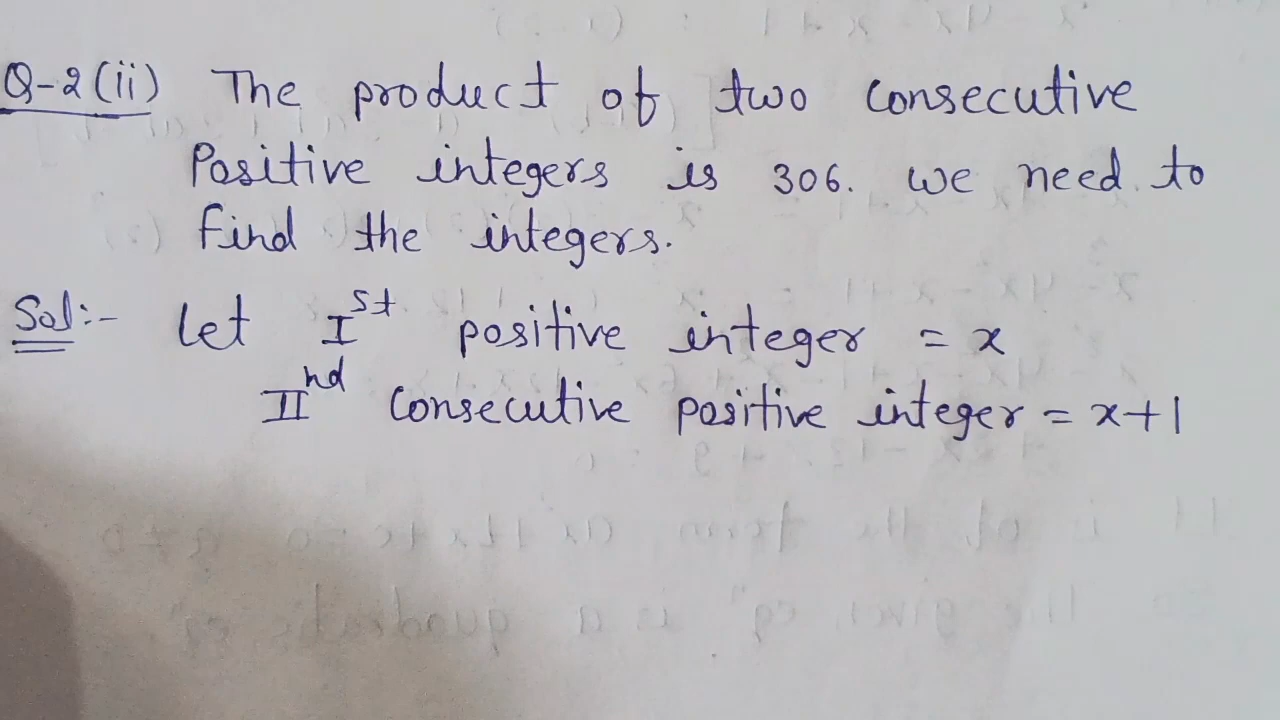 Q-2(ii) The product of two consecutive
Positive integers is 306. we need to
find the integers.
Sol:- Let Iˢᵗ positive integer = x
IIⁿᵈ Consecutive positive integer = x+1